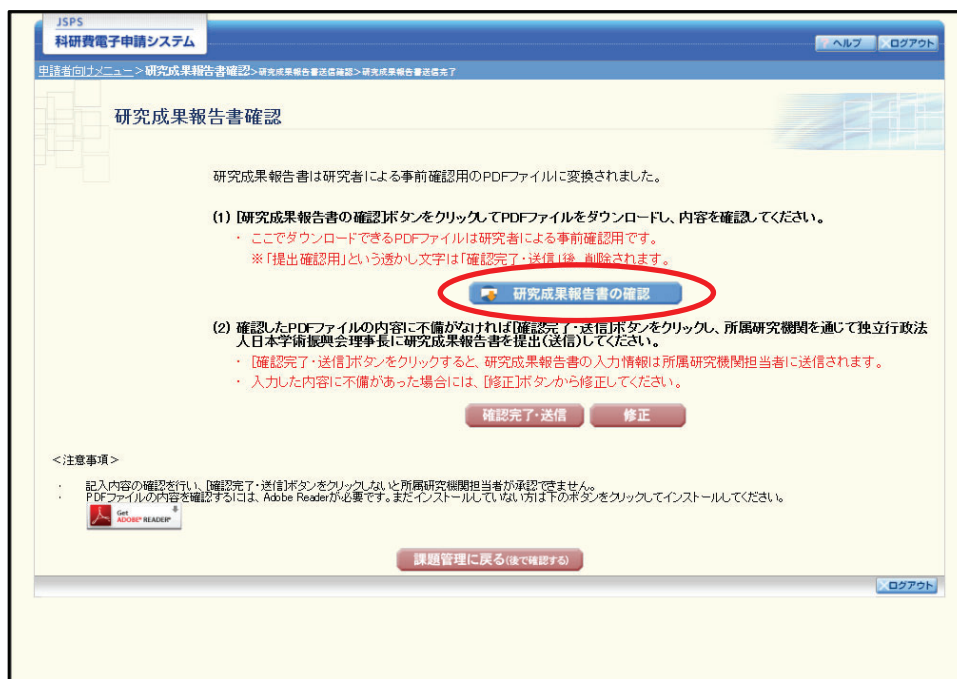 JSPS
科研費電子申請システム
ヘルプ ログアウト
申請者向けメニュー>研究成果報告書確認>研究成果報告書送信確認>研究成果報告書送信完了
研究成果報告書確認
研究成果報告書は研究者による事前確認用のPDFファイルに変換されました。
(1) [研究成果報告書の確認]ボタンをクリックしてPDFファイルをダウンロードし、内容を確認してください。
・ ここでダウンロードできるPDFファイルは研究者による事前確認用です。
※「提出確認用」という透かし文字は「確認完了・送信」後、削除されます。
研究成果報告書の確認
(2) 確認したPDFファイルの内容に不備がなければ[確認完了・送信]ボタンをクリックし、所属研究機関を通じて独立行政法
人日本学術振興会理事長に研究成果報告書を提出(送信)してください。
・ [確認完了・送信]ボタンをクリックすると、研究成果報告書の入力情報は所属研究機関担当者に送信されます。
・ 入力した内容に不備があった場合には、[修正]ボタンから修正してください。
確認完了・送信 修正
<注意事項>
・ 記入内容の確認を行い、[確認完了・送信]ボタンをクリックしないと所属研究機関担当者が承認できません。
・ PDFファイルの内容を確認するには、Adobe Readerが必要です。まだインストールしていない方は下のボタンをクリックしてインストールしてください。
Get
ADOBE® READER®
課題管理に戻る(後で確認する)
ログアウト